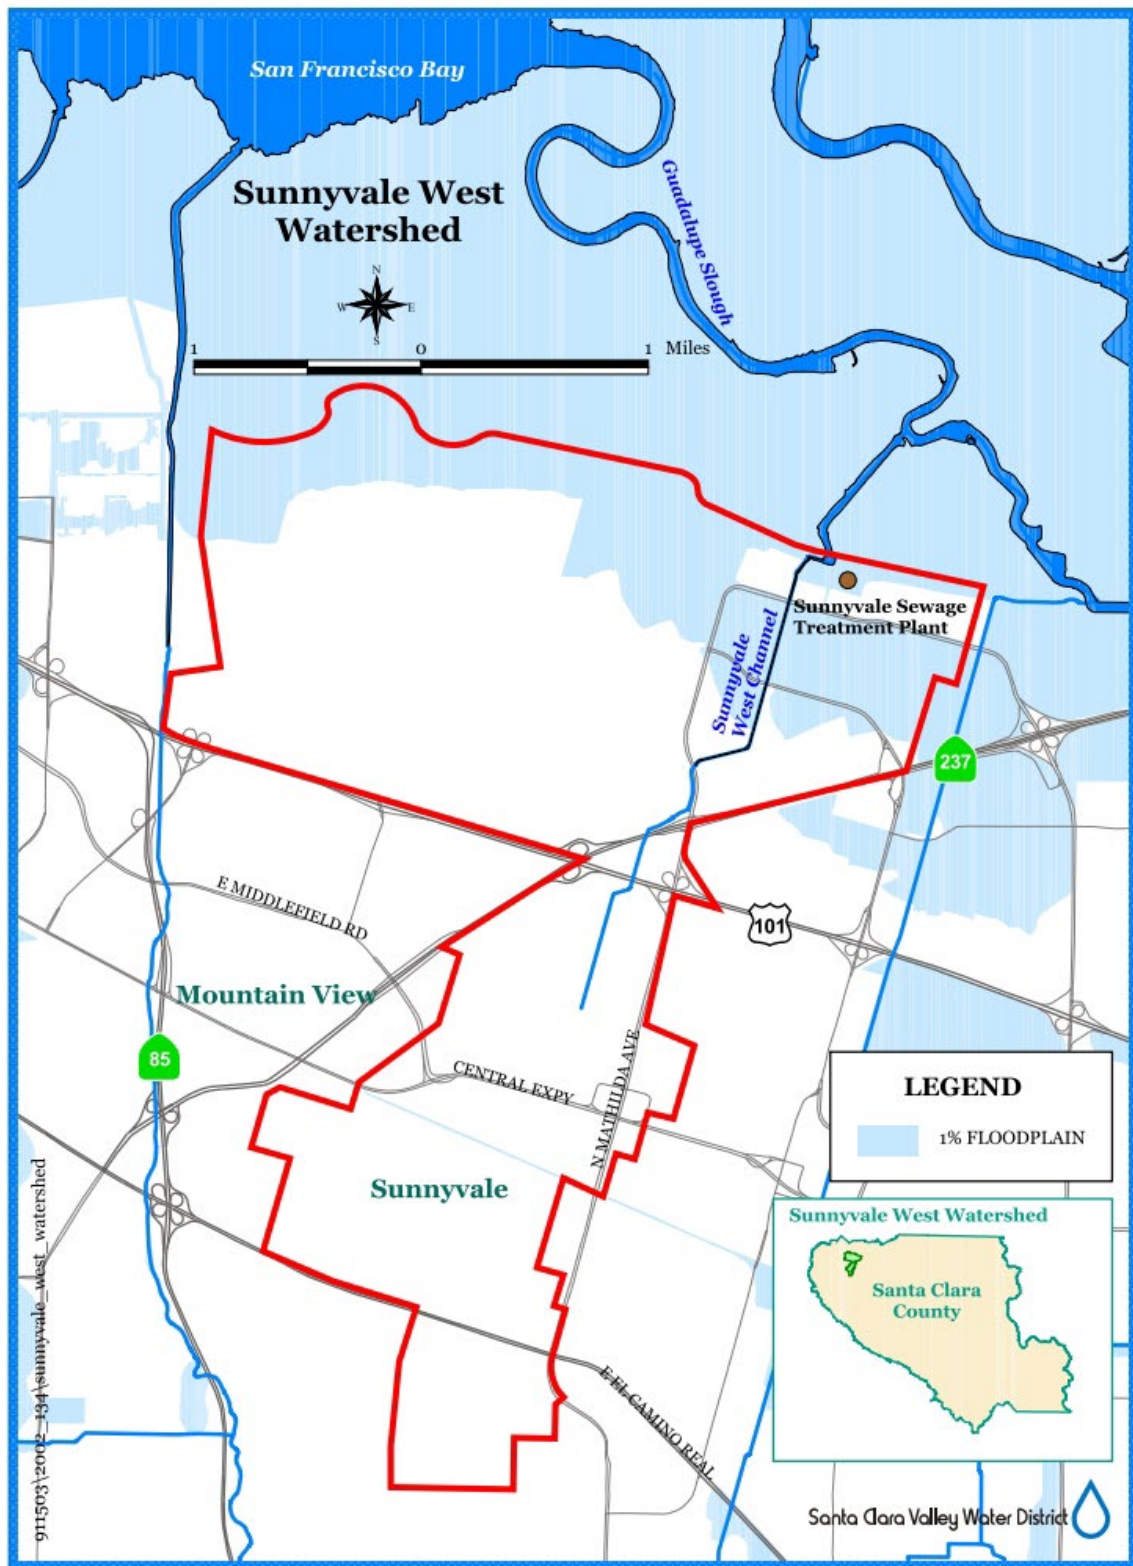 San Francisco Bay
Sunnyvale West
Watershed
N
W E
S
1 0 1 Miles
Guadalupe Slough
Sunnyvale Sewage
Treatment Plant
Sunnyvale
West Channel
237
E MIDDLEFIELD RD
101
Mountain View
85
CENTRAL EXPY
N MATHILDA AVE
Sunnyvale
E EL CAMINO REAL
LEGEND
1% FLOODPLAIN
Sunnyvale West Watershed
Santa Clara
County
911503\2002_134\sunnyvale_west_watershed
Santa Clara Valley Water District